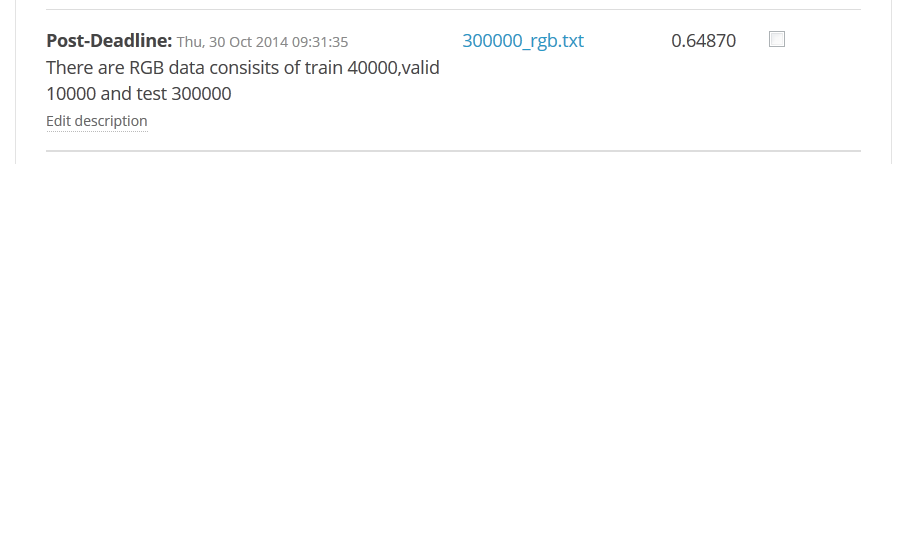 Post-Deadline: Thu, 30 Oct 2014 09:31:35 300000_rgb.txt 0.64870
There are RGB data consisits of train 40000,valid
10000 and test 300000
Edit description